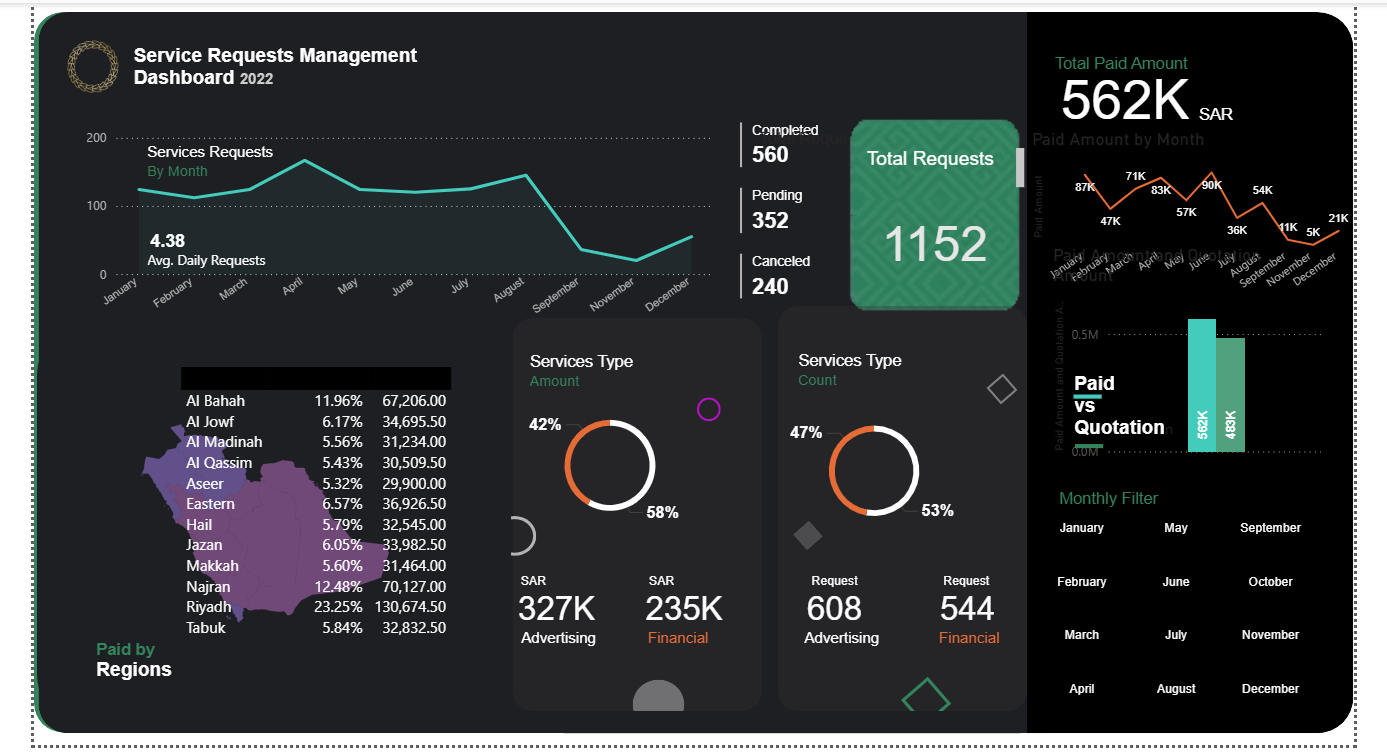 Service Requests Management
Dashboard 2022
200
100
0
Services Requests
By Month
4.38
Avg. Daily Requests
January
February
March
April
May
June
July
August
September
November
December
Completed
560
Pending
352
Canceled
240
Total Requests
1152
Total Paid Amount
562K SAR
Paid Amount by Month
Paid Amount
87K
47K
71K
83K
57K
90K
36K
54K
11K
5K
21K
January
February
March
April
May
June
July
August
September
November
December
Paid Amount and Quotation
Amount
Paid Amount and Quotation A...
0.5M
0.0M
Paid
vs
Quotation
562K
483K
Al Bahah 11.96% 67,206.00
Al Jowf 6.17% 34,695.50
Al Madinah 5.56% 31,234.00
Al Qassim 5.43% 30,509.50
Aseer 5.32% 29,900.00
Eastern 6.57% 36,926.50
Hail 5.79% 32,545.00
Jazan 6.05% 33,982.50
Makkah 5.60% 31,464.00
Najran 12.48% 70,127.00
Riyadh 23.25% 130,674.50
Tabuk 5.84% 32,832.50
Paid by
Regions
Services Type
Amount
42%
58%
SAR
327K
Advertising
SAR
235K
Financial
Services Type
Count
47%
53%
Request
608
Advertising
Request
544
Financial
Monthly Filter
January May September
February June October
March July November
April August December